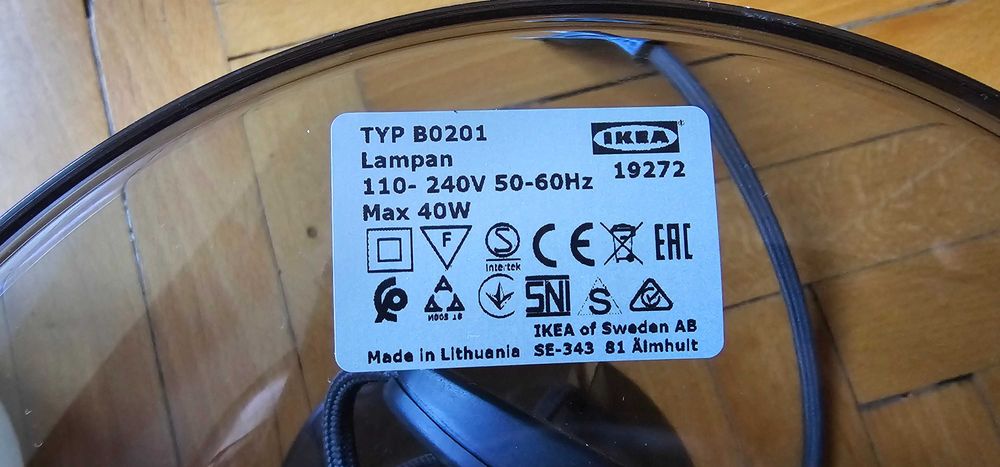 TYP B0201
IKEA
Lampan
19272
110- 240V 50-60Hz
Max 40W
F
S
Intertek
CE
EAC
SNI
S
IKEA of Sweden AB
Made in Lithuania SE-343 81 Älmhult